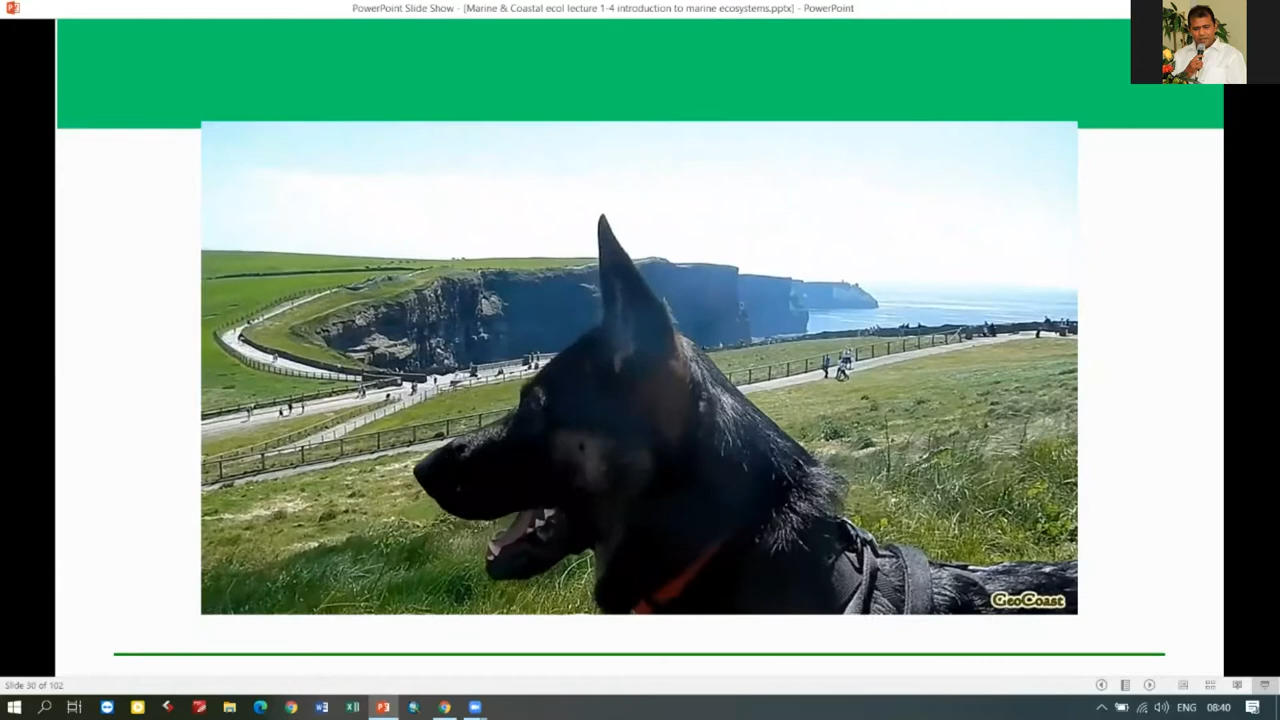 PowerPoint Slide Show - [Marine & Coastal ecol lecture 1-4 introduction to marine ecosystems.pptx] - PowerPoint
GeoCoast
Slide 30 of 102
ENG
08:40